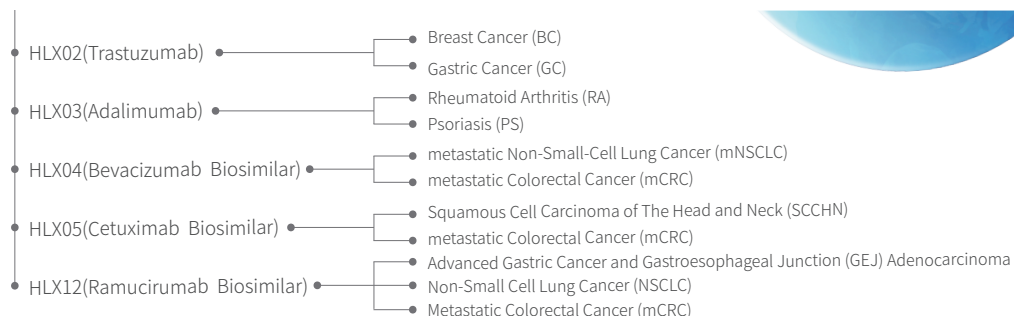 HLX02(Trastuzumab)
Breast Cancer (BC)
Gastric Cancer (GC)
HLX03(Adalimumab)
Rheumatoid Arthritis (RA)
Psoriasis (PS)
HLX04(Bevacizumab Biosimilar)
metastatic Non-Small-Cell Lung Cancer (mNSCLC)
metastatic Colorectal Cancer (mCRC)
HLX05(Cetuximab Biosimilar)
Squamous Cell Carcinoma of The Head and Neck (SCCHN)
metastatic Colorectal Cancer (mCRC)
HLX12(Ramucirumab Biosimilar)
Advanced Gastric Cancer and Gastroesophageal Junction (GEJ) Adenocarcinoma
Non-Small Cell Lung Cancer (NSCLC)
Metastatic Colorectal Cancer (mCRC)